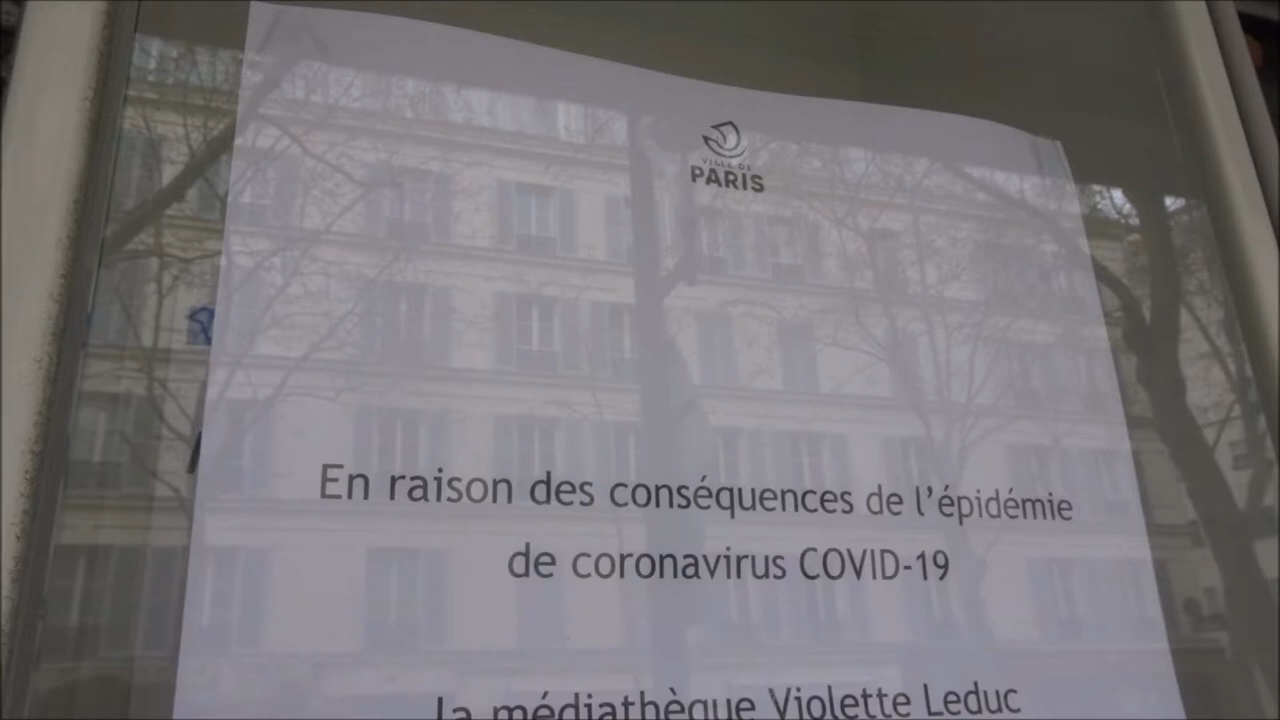 VILLE DE
PARIS
En raison des conséquences de l'épidémie
de coronavirus COVID-19
la médiathèque Violette Leduc